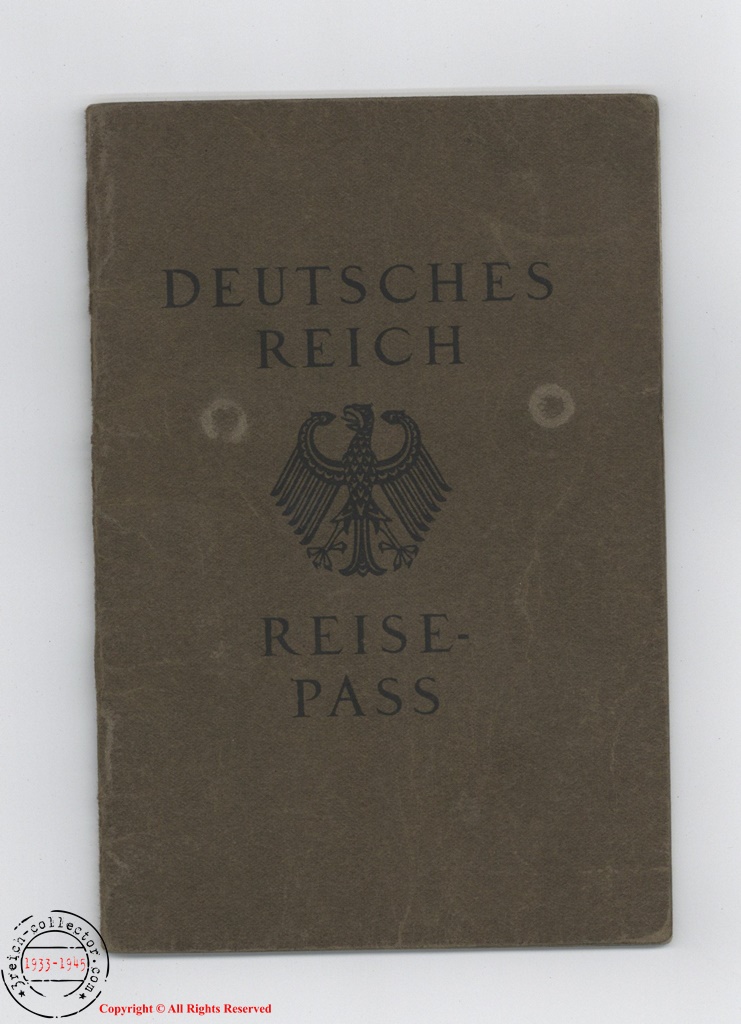 DEUTSCHES
REICH
REISE-
PASS
3reich-collector.com
1933-1945
Copyright © All Rights Reserved